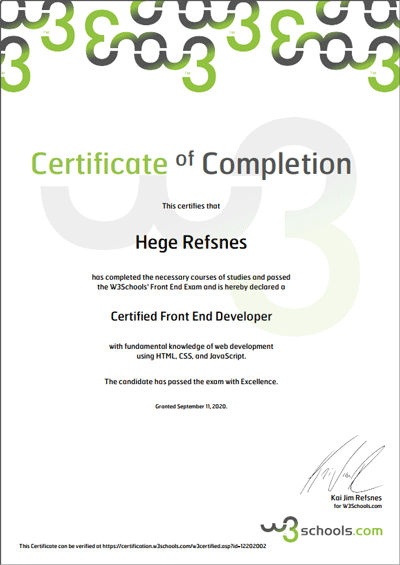 Certificate of Completion
This certifies that
Hege Refsnes
has completed the necessary courses of studies and passed
the W3Schools' Front End Exam and is hereby declared a
Certified Front End Developer
with fundamental knowledge of web development
using HTML, CSS, and JavaScript.
The candidate has passed the exam with Excellence.
Granted September 11, 2020.
Kai Jim Refsnes
for W3Schools.com
w3schools.com
This Certificate can be verified at https://certification.w3schools.com/w3certified.asp?id=12202002